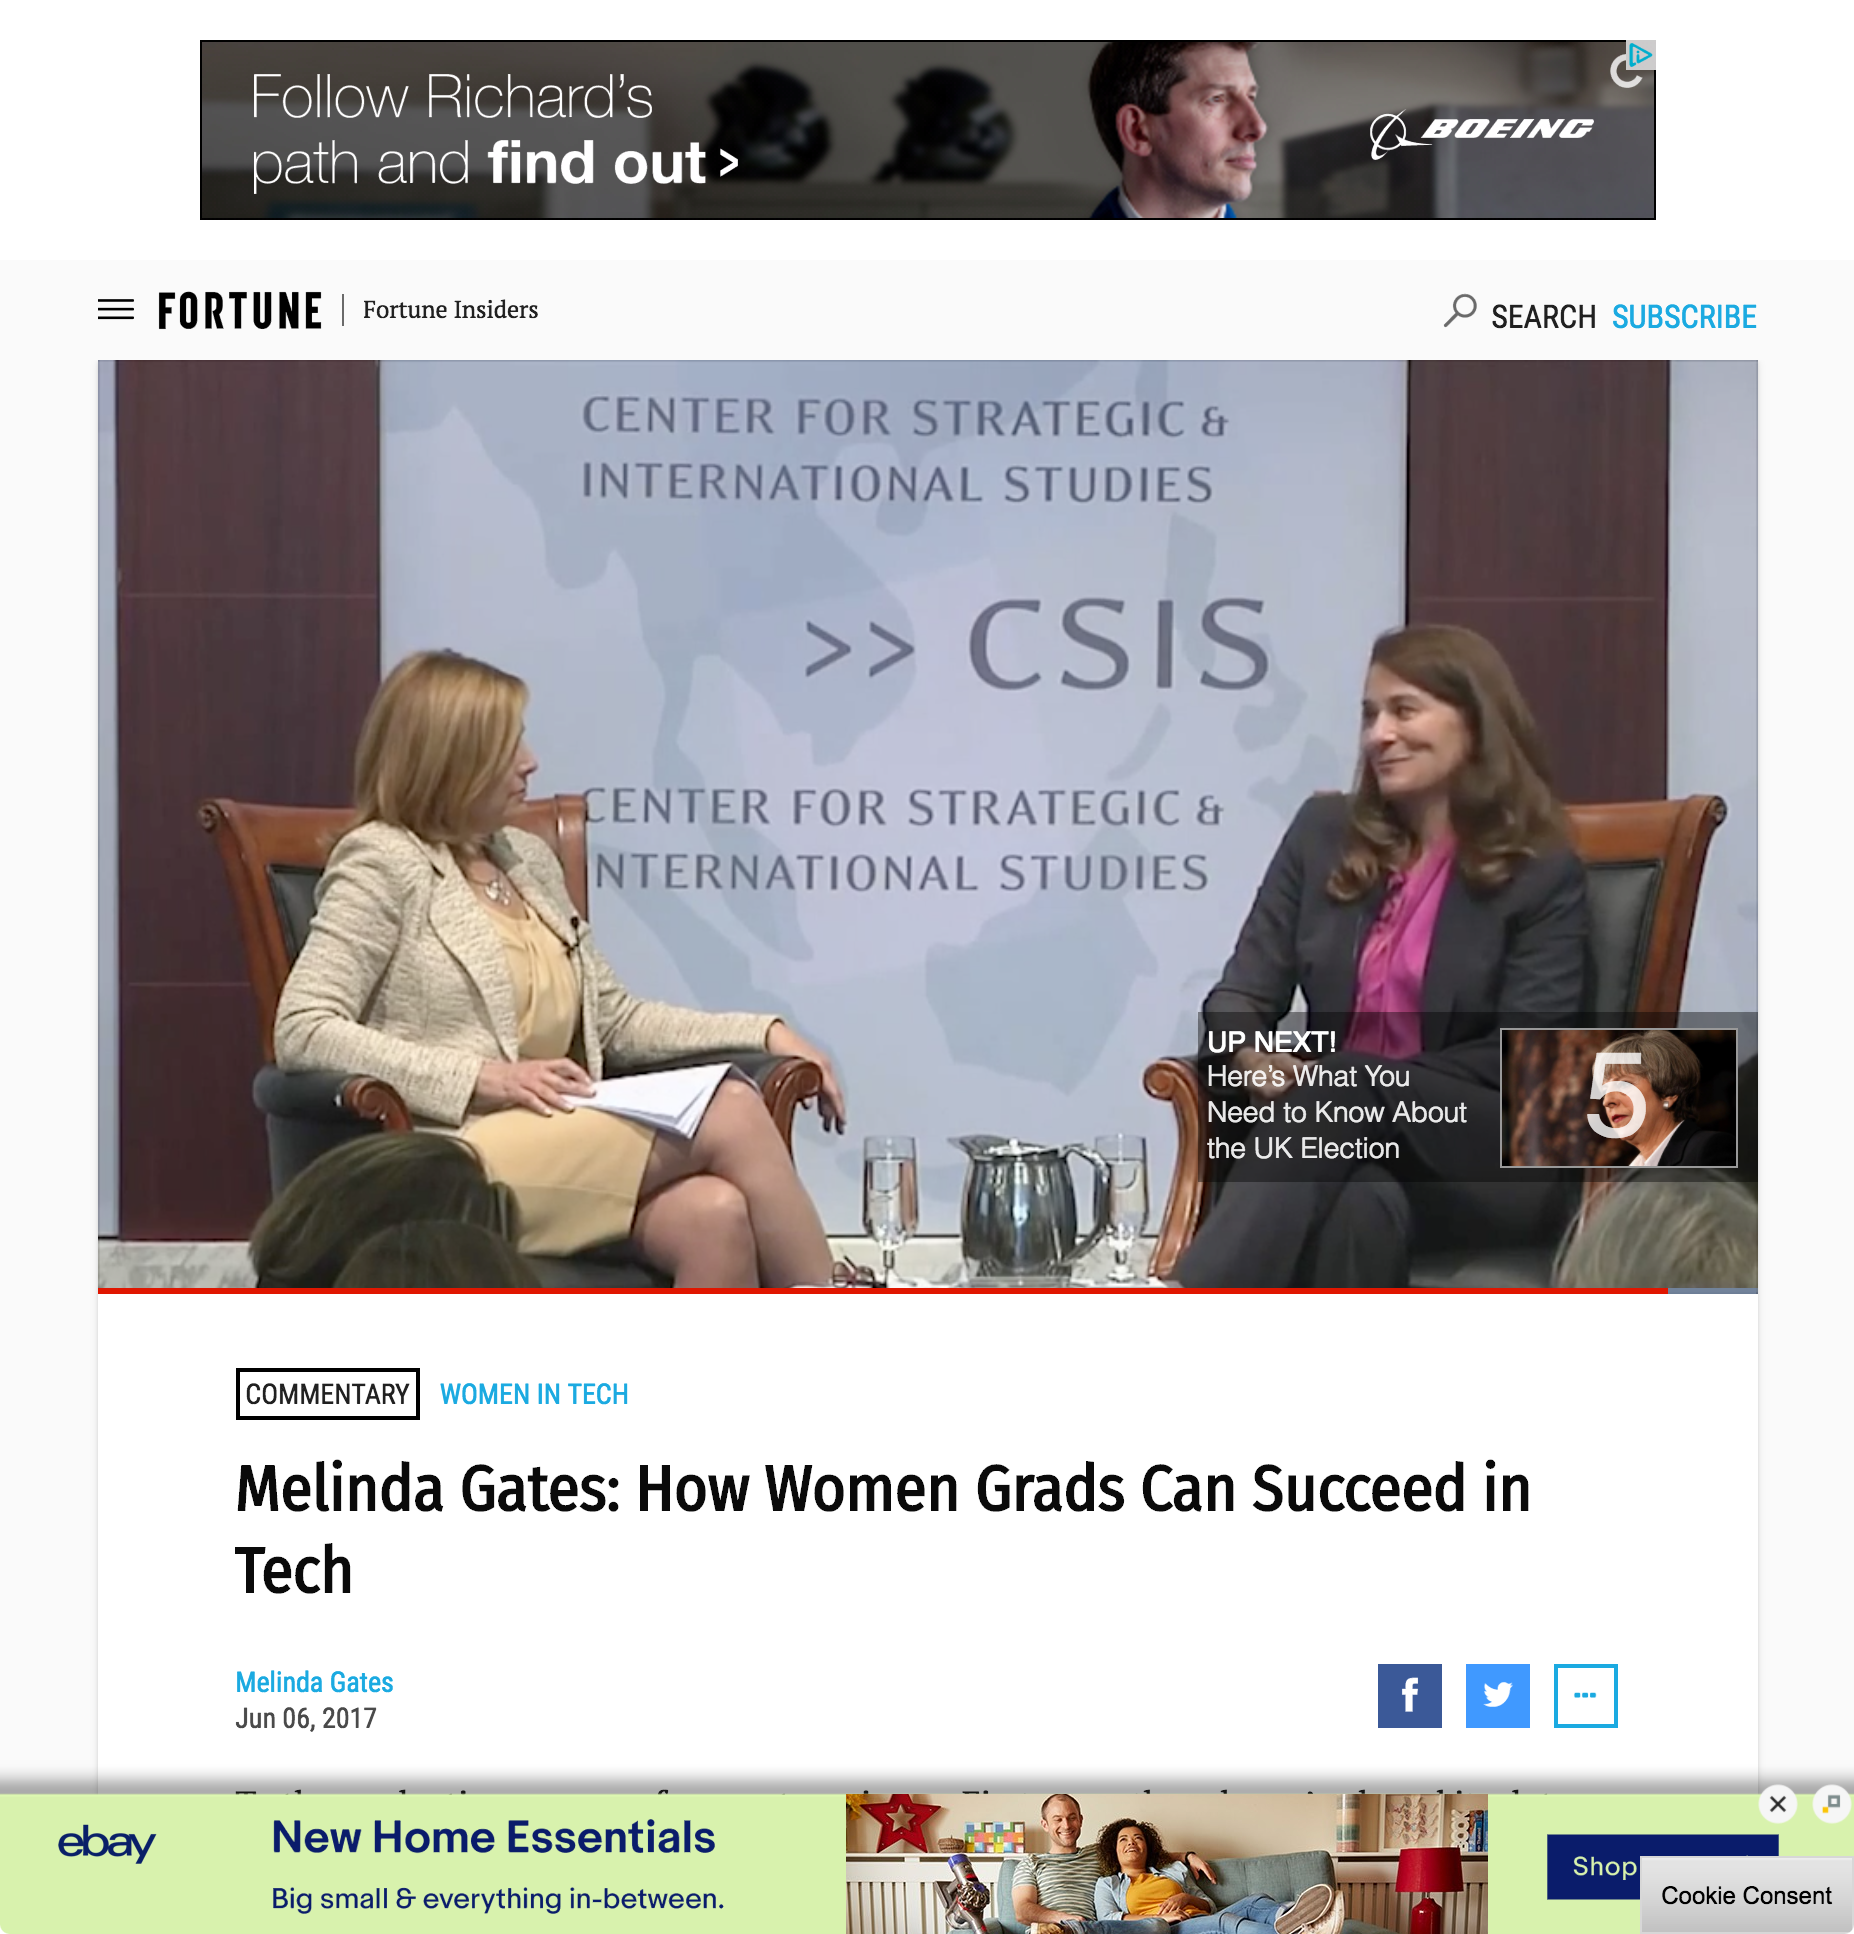 Follow Richard's
path and find out >
BOEING
FORTUNE
Fortune Insiders
SEARCH SUBSCRIBE
CENTER FOR STRATEGIC &
INTERNATIONAL STUDIES
>> CSIS
CENTER FOR STRATEGIC &
INTERNATIONAL STUDIES
UP NEXT!
Here's What You
Need to Know About
the UK Election
5
COMMENTARY WOMEN IN TECH
Melinda Gates: How Women Grads Can Succeed in
Tech
Melinda Gates
Jun 06, 2017
ebay
New Home Essentials
Big small & everything in-between.
Shop
Cookie Consent